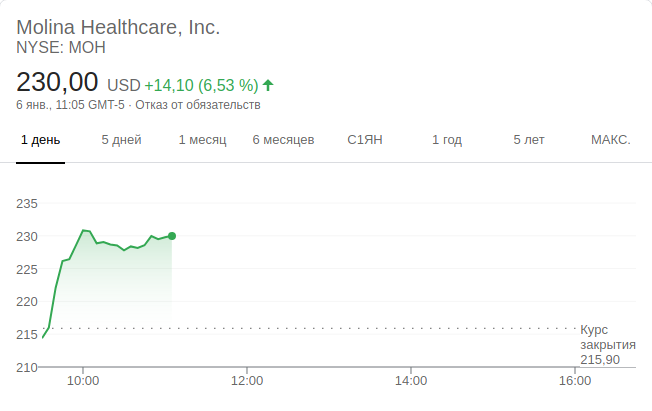 Molina Healthcare, Inc.
NYSE: MOH
230,00 USD +14,10 (6,53 %)
6 янв., 11:05 GMT-5 · Отказ от обязательств
1 день 5 дней 1 месяц 6 месяцев С1ЯН 1 год 5 лет МАКС.
235
230
225
220
215
210
Курс
закрытия
215,90
10:00 12:00 14:00 16:00